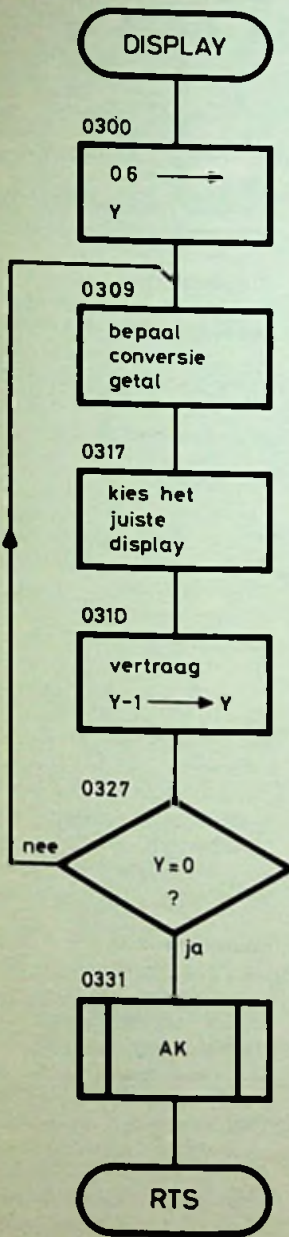 DISPLAY
0300
06 →
Y
0309
bepaal
conversie
getal
0317
kies het
juiste
display
031D
vertraag
Y-1 → Y
0327
nee
Y=0
?
ja
0331
AK
RTS